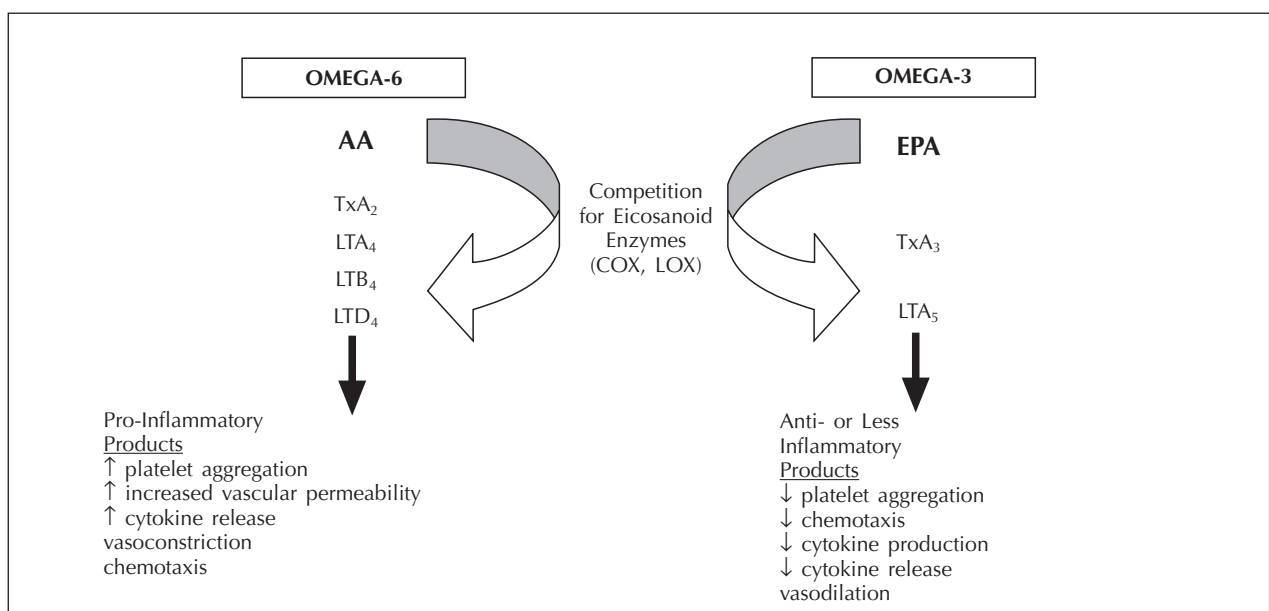 OMEGA-6
AA
TxA₂
LTA₄
LTB₄
LTD₄
Pro-Inflammatory
Products
↑ platelet aggregation
↑ increased vascular permeability
↑ cytokine release
vasoconstriction
chemotaxis
Competition
for Eicosanoid
Enzymes
(COX, LOX)
OMEGA-3
EPA
TxA₃
LTA₅
Anti- or Less
Inflammatory
Products
↓ platelet aggregation
↓ chemotaxis
↓ cytokine production
↓ cytokine release
vasodilation